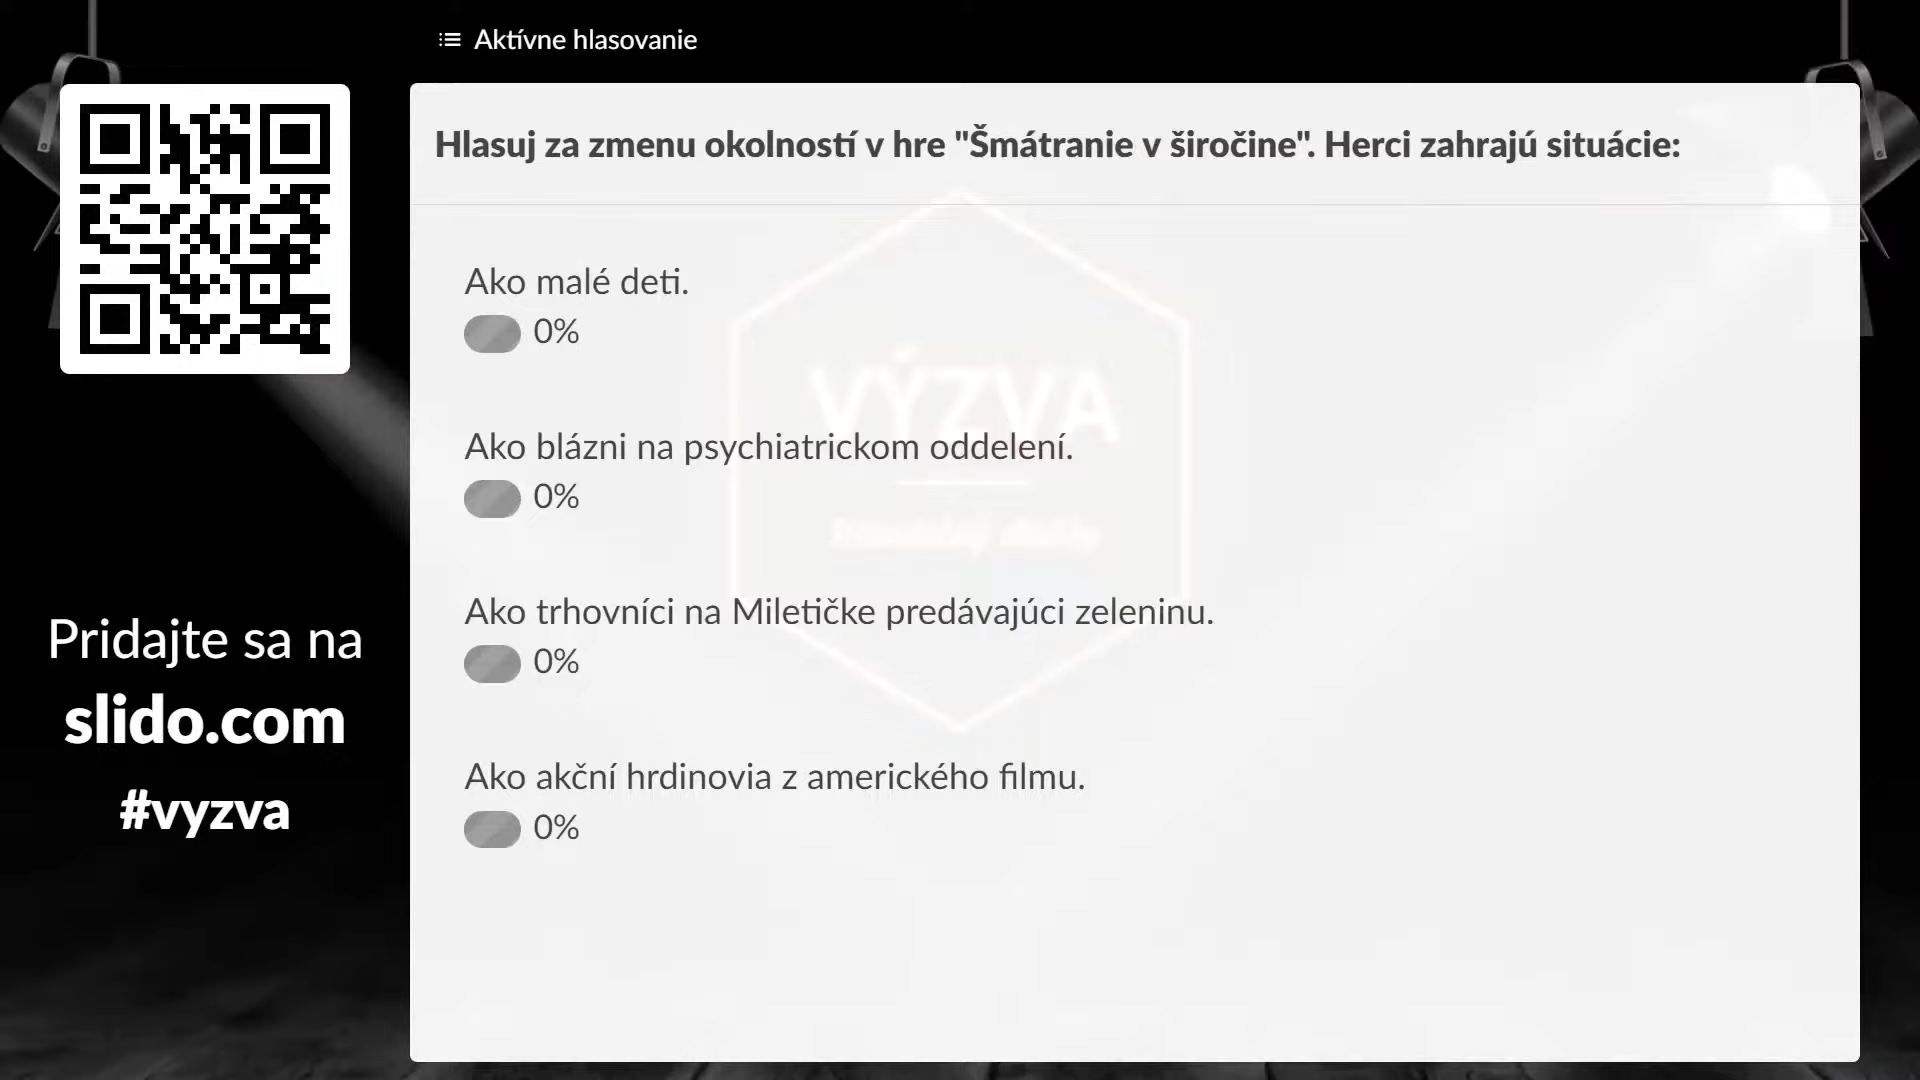 Aktívne hlasovanie
Hlasuj za zmenu okolností v hre "Šmátranie v širočine". Herci zahrajú situácie:
Ako malé deti.
0%
Ako blázni na psychiatrickom oddelení.
0%
Ako trhovníci na Miletičke predávajúci zeleninu.
0%
Ako akční hrdinovia z amerického filmu.
0%
VÝZVA
Pridajte sa na
slido.com
#vyzva